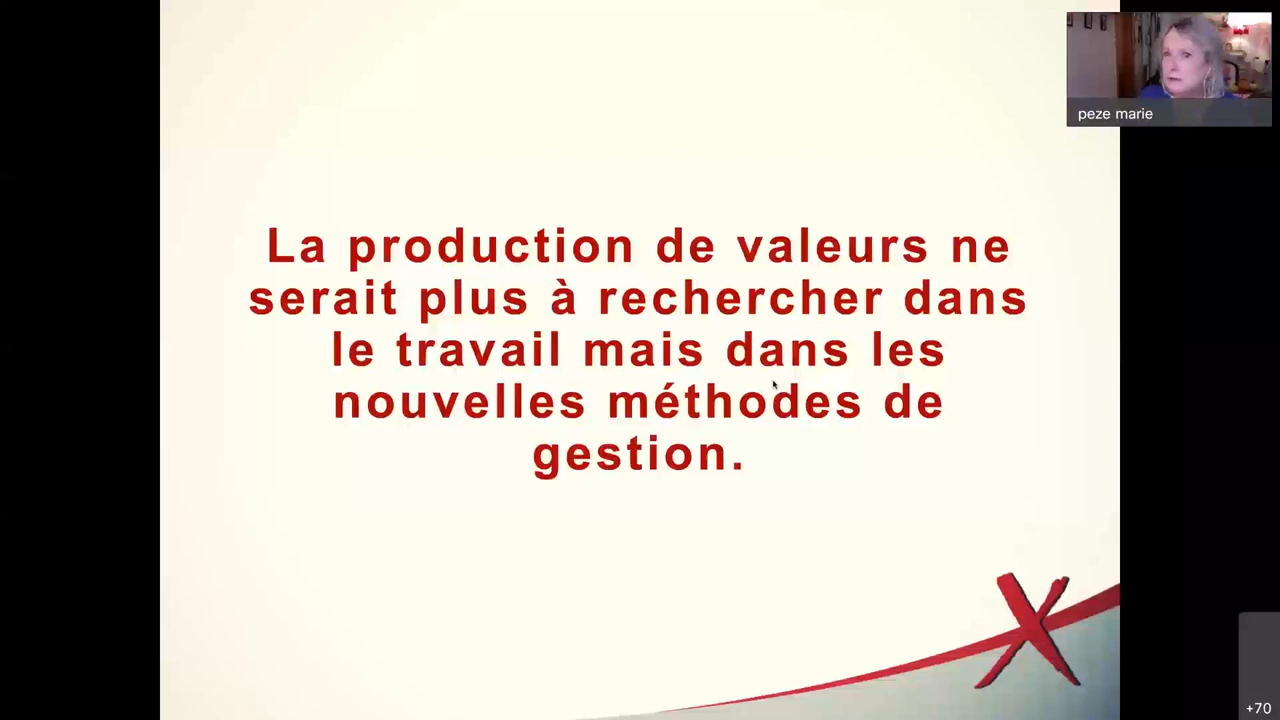 peze marie
La production de valeurs ne
serait plus à rechercher dans
le travail mais dans les
nouvelles méthodes de
gestion.
+70